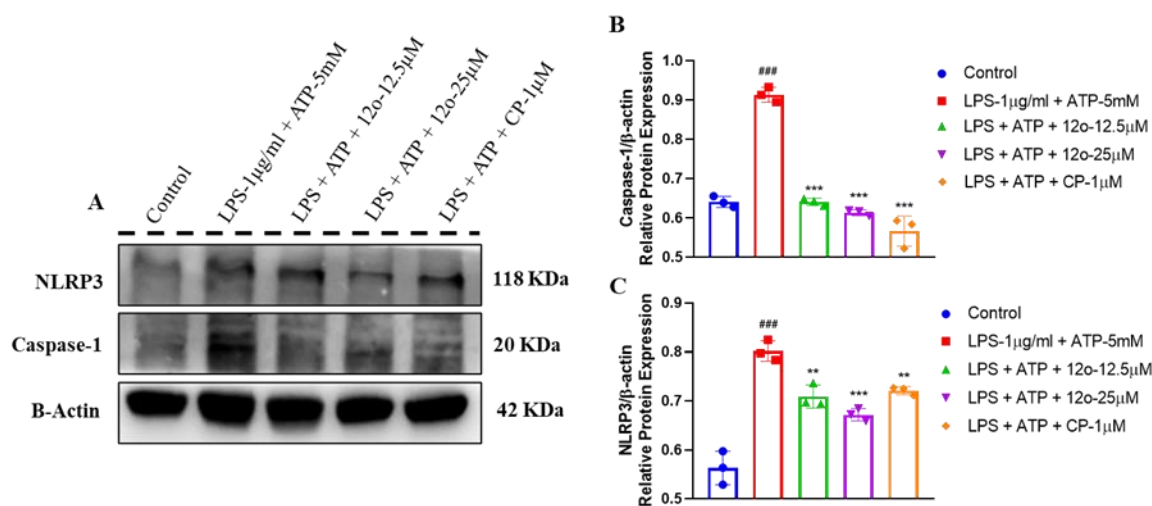 A
Control
LPS-1μg/ml + ATP-5mM
LPS + ATP + 12o-12.5μM
LPS + ATP + 12o-25μM
LPS + ATP + CP-1μM
NLRP3
118 KDa
Caspase-1
20 KDa
B-Actin
42 KDa
B
Caspase-1/β-actin
Relative Protein Expression
1.0
0.9
0.8
0.7
0.6
0.5
###
***
***
***
Control
LPS-1μg/ml + ATP-5mM
LPS + ATP + 12o-12.5μM
LPS + ATP + 12o-25μM
LPS + ATP + CP-1μM
C
NLRP3/β-actin
Relative Protein Expression
0.9
0.8
0.7
0.6
0.5
###
**
***
**
Control
LPS-1μg/ml + ATP-5mM
LPS + ATP + 12o-12.5μM
LPS + ATP + 12o-25μM
LPS + ATP + CP-1μM